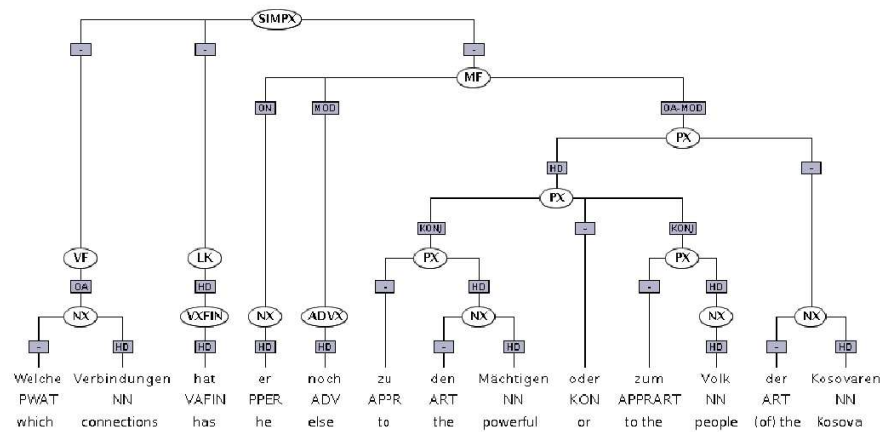 SIMPX
- - -
MF
ON MOD OA-MOD
PX
HD -
PX
KONJ - KONJ
VF LK PX PX
OA HD - HD - HD
NX VXFIN NX ADVX NX NX NX
- HD HD HD HD - HD HD - HD
Welche Verbindungen hat er noch zu den Mächtigen oder zum Volk der Kosovaren
PWAT NN VAFIN PPER ADV APPR ART NN KON APPRART NN ART NN
which connections has he else to the powerful or to the people (of) the Kosova